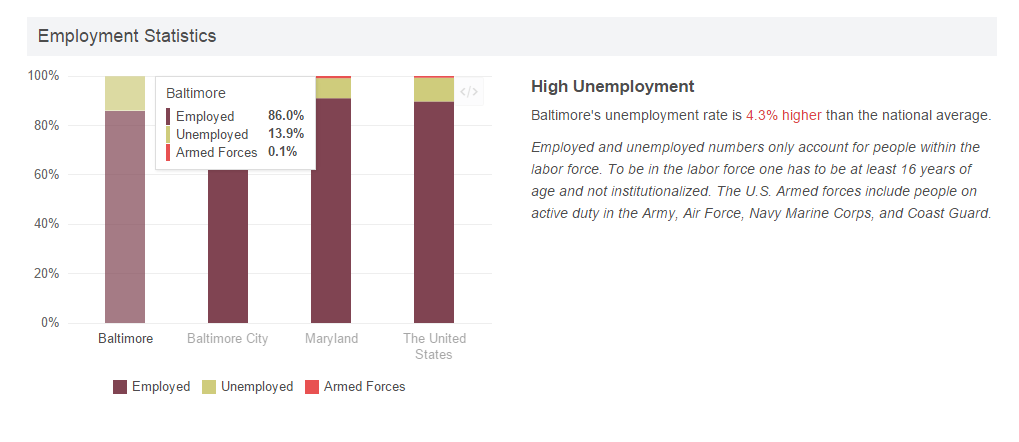 Employment Statistics
100%
80%
60%
40%
20%
0%
Baltimore
Employed 86.0%
Unemployed 13.9%
Armed Forces 0.1%
</>
Baltimore
Baltimore City
Maryland
The United
States
Employed
Unemployed
Armed Forces
High Unemployment
Baltimore's unemployment rate is 4.3% higher than the national average.
Employed and unemployed numbers only account for people within the
labor force. To be in the labor force one has to be at least 16 years of
age and not institutionalized. The U.S. Armed forces include people on
active duty in the Army, Air Force, Navy Marine Corps, and Coast Guard.